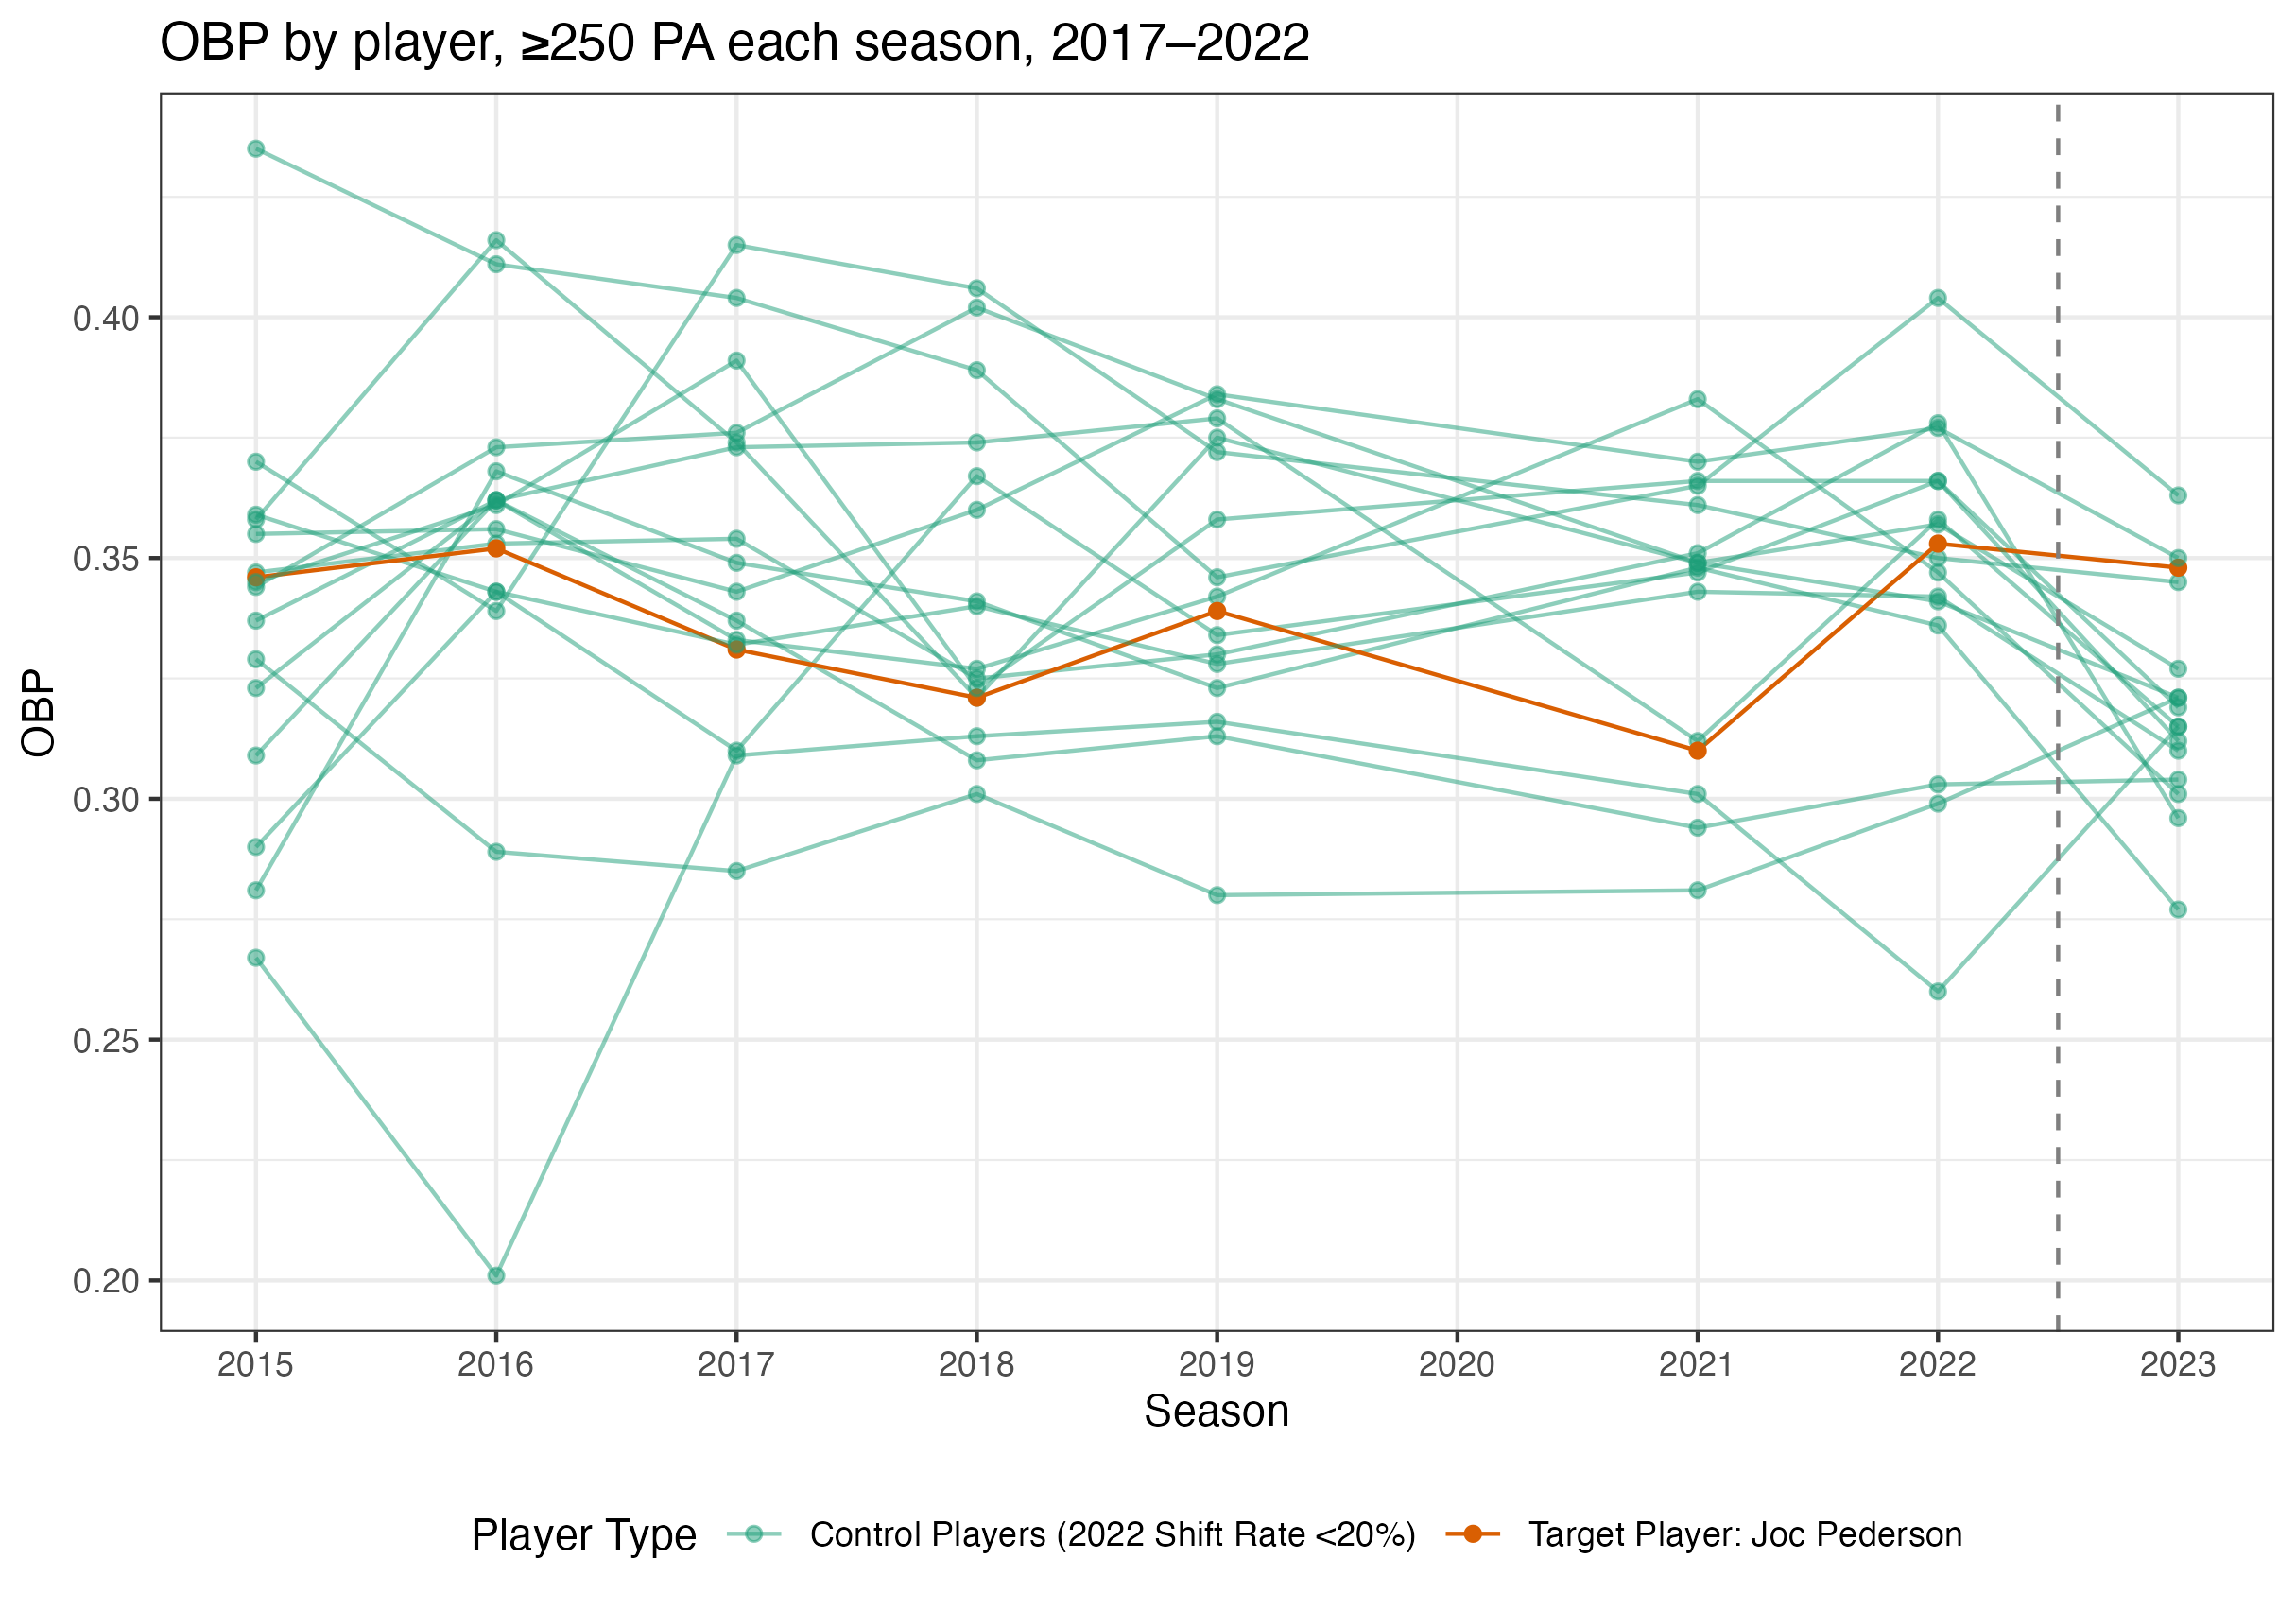 OBP by player, ≥250 PA each season, 2017–2022
OBP
0.40
0.35
0.30
0.25
0.20
2015 2016 2017 2018 2019 2020 2021 2022 2023
Season
Player Type Control Players (2022 Shift Rate <20%) Target Player: Joc Pederson